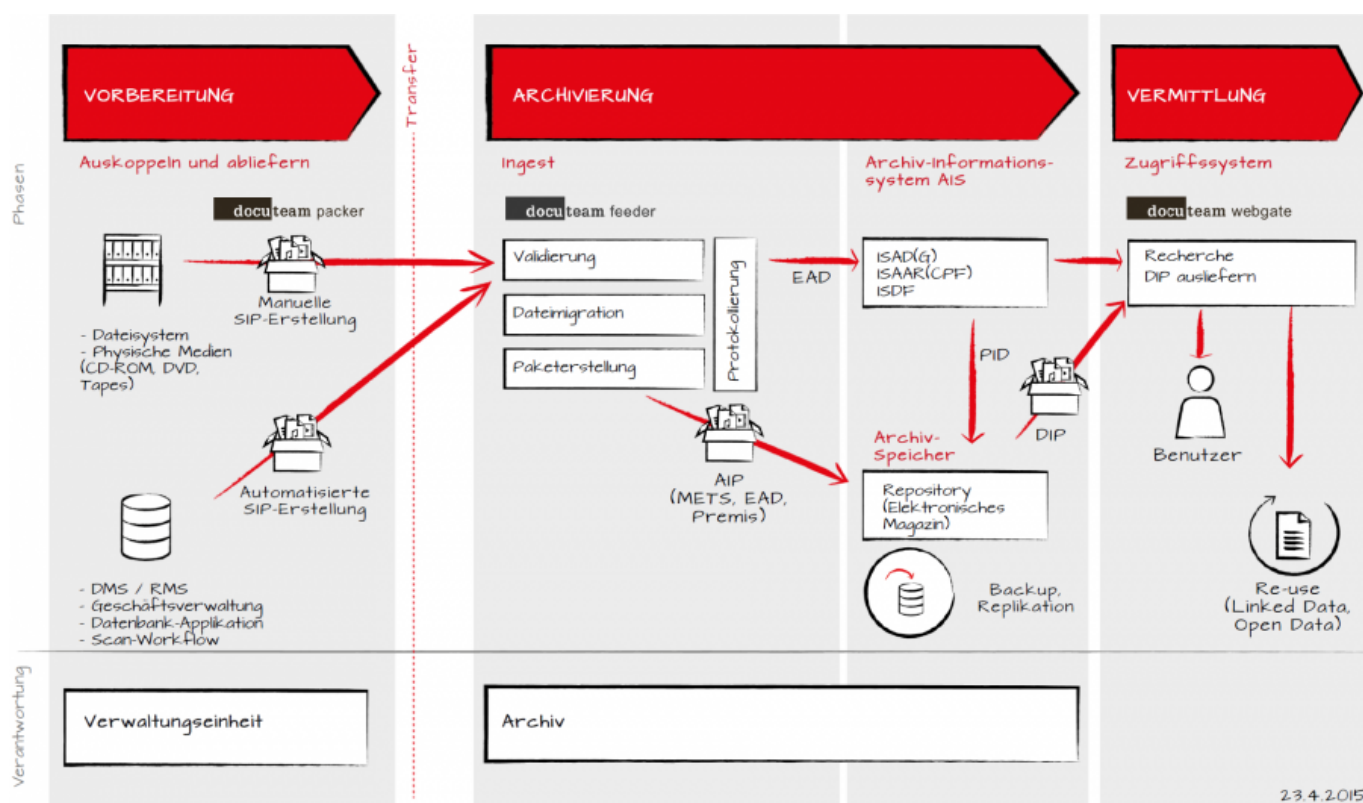 VORBEREITUNG
ARCHIVIERUNG
VERMITTLUNG
Transfer
Phasen
Auskoppeln und abliefern
Ingest
Archiv-Informations-
system AIS
Zugriffssystem
docuteam packer
docuteam feeder
docuteam webgate
Manuelle
SIP-Erstellung
- Dateisystem
- Physische Medien
(CD-ROM, DVD,
Tapes)
Automatisierte
SIP-Erstellung
- DMS / RMS
- Geschäftsverwaltung
- Datenbank-Applikation
- Scan-Workflow
Validierung
Dateimigration
Paketerstellung
Protokollierung
EAD
AIP
(METS, EAD,
Premis)
ISAD(G)
ISAAR(CPF)
ISDF
PID
DIP
Archiv-
Speicher
Repository
(Elektronisches
Magazin)
Backup,
Replikation
Recherche
DIP ausliefern
Benutzer
Re-use
(Linked Data,
Open Data)
Verantwortung
Verwaltungseinheit
Archiv
23.4.2015